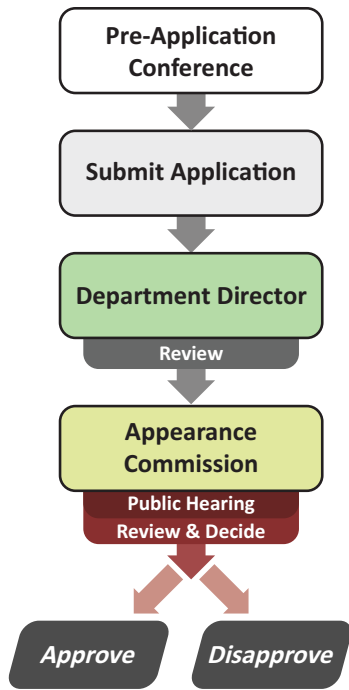 Pre-Application
Conference
Submit Application
Department Director
Review
Appearance
Commission
Public Hearing
Review & Decide
Approve
Disapprove